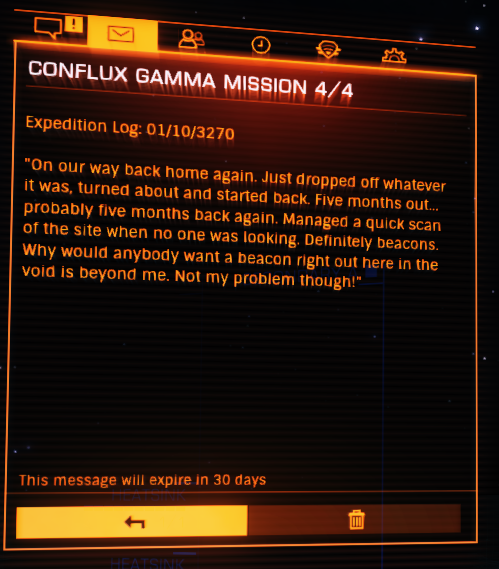 CONFLUX GAMMA MISSION 4/4
Expedition Log: 01/10/3270
"On our way back home again. Just dropped off whatever
it was, turned about and started back. Five months out...
probably five months back again. Managed a quick scan
of the site when no one was looking. Definitely beacons.
Why would anybody want a beacon right out here in the
void is beyond me. Not my problem though!"
This message will expire in 30 days
HEATSINK
HEATSINK